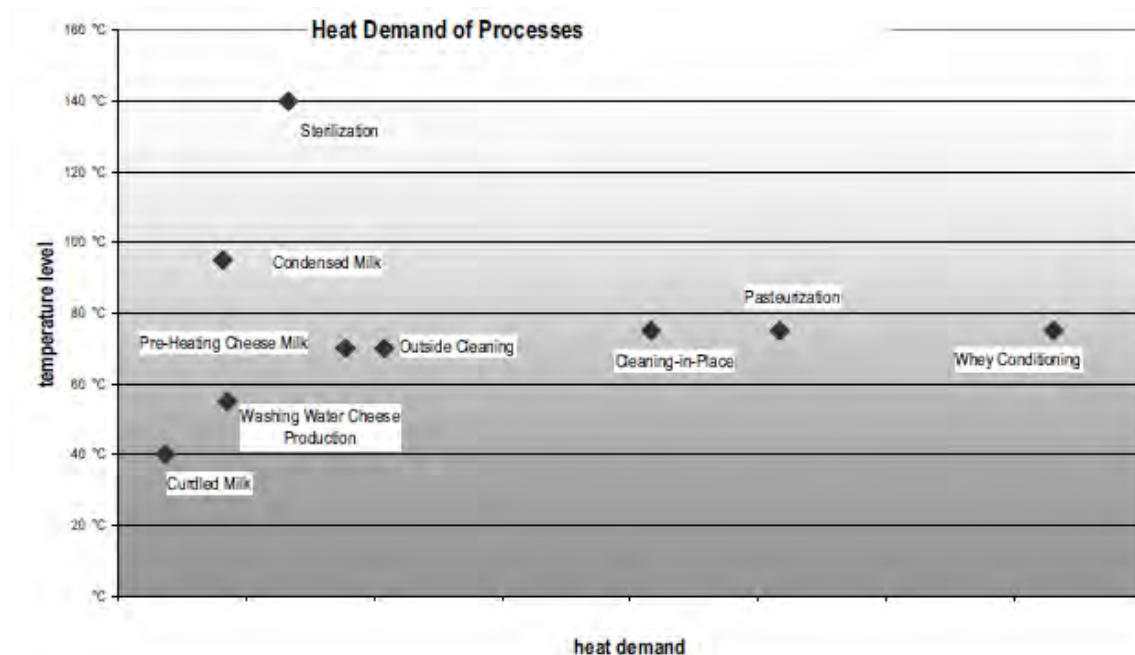 Heat Demand of Processes
160 °C
140 °C
120 °C
100 °C
80 °C
60 °C
40 °C
20 °C
°C
temperature level
Sterilization
Condensed Milk
Pasteurization
Pre-Heating Cheese Milk
Outside Cleaning
Cleaning-in-Place
Whey Conditioning
Washing Water Cheese
Production
Curdled Milk
heat demand